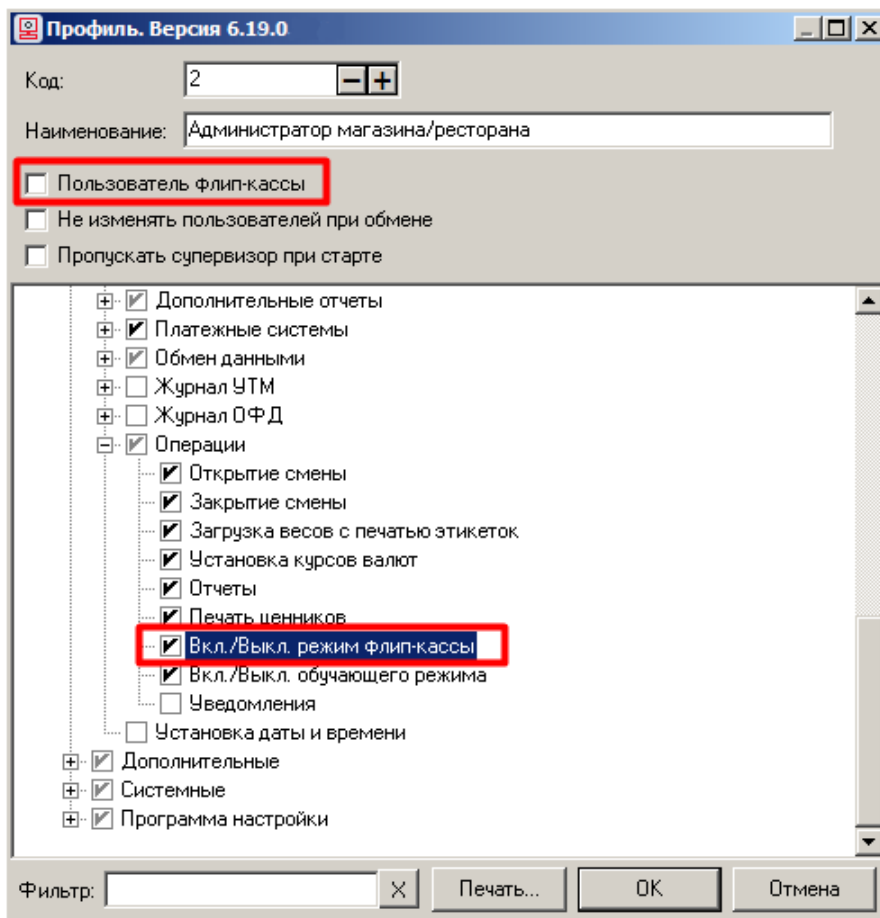 Профиль. Версия 6.19.0
Код: 2
Наименование: Администратор магазина/ресторана
Пользователь флип-кассы
Не изменять пользователей при обмене
Пропускать супервизор при старте
Дополнительные отчеты
Платежные системы
Обмен данными
Журнал УТМ
Журнал ОФД
Операции
Открытие смены
Закрытие смены
Загрузка весов с печатью этикеток
Установка курсов валют
Отчеты
Печать ценников
Вкл./Выкл. режим флип-кассы
Вкл./Выкл. обучающего режима
Уведомления
Установка даты и времени
Дополнительные
Системные
Программа настройки
Фильтр: X Печать... OK Отмена